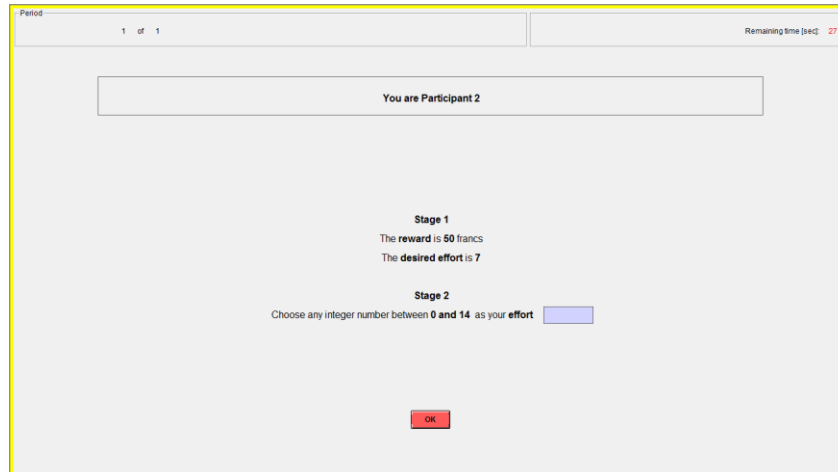 Period
1 of 1
Remaining time [sec]: 27
You are Participant 2
Stage 1
The reward is 50 francs
The desired effort is 7
Stage 2
Choose any integer number between 0 and 14 as your effort
OK